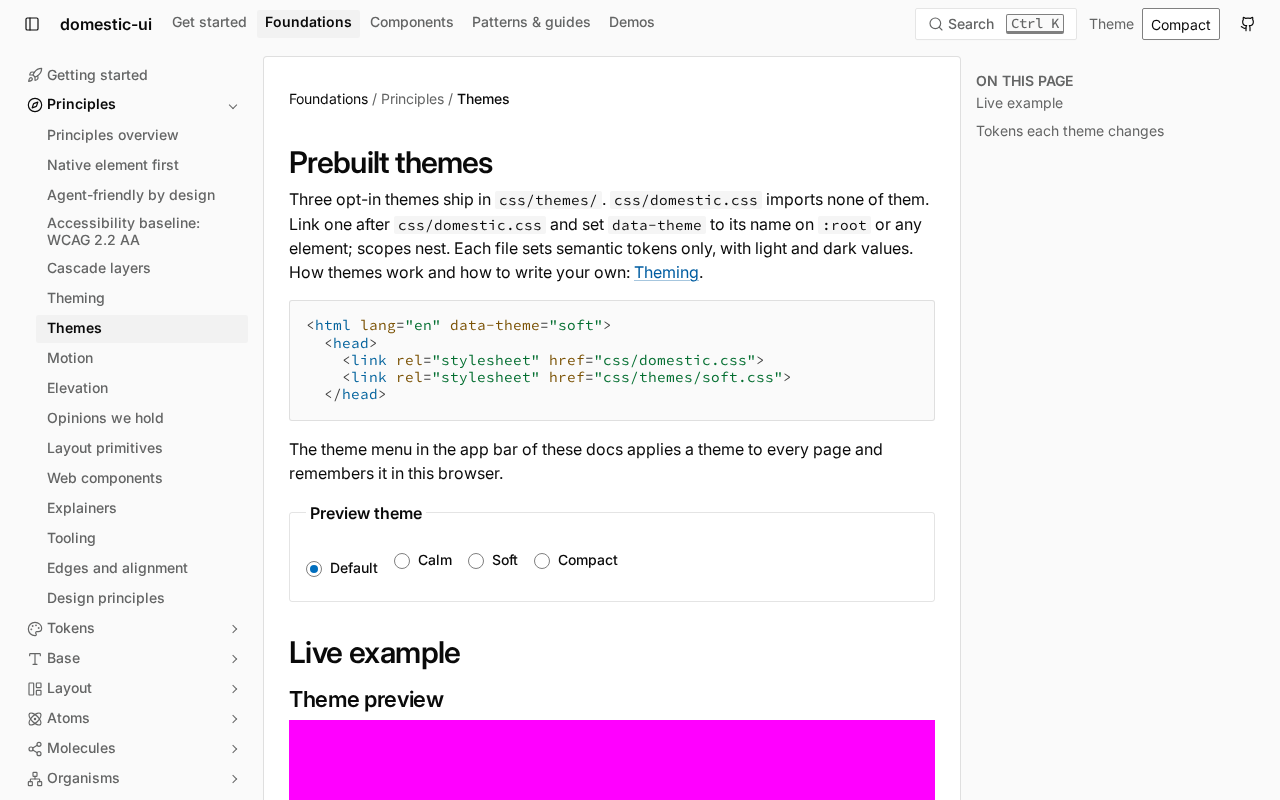 domestic-ui
Get started
Foundations
Components
Patterns & guides
Demos
Search
Ctrl K
Theme
Compact
Getting started
Principles
Principles overview
Native element first
Agent-friendly by design
Accessibility baseline:
WCAG 2.2 AA
Cascade layers
Theming
Themes
Motion
Elevation
Opinions we hold
Layout primitives
Web components
Explainers
Tooling
Edges and alignment
Design principles
Tokens
Base
Layout
Atoms
Molecules
Organisms
Foundations / Principles / Themes
Prebuilt themes
Three opt-in themes ship in css/themes/ . css/domestic.css imports none of them.
Link one after css/domestic.css and set data-theme to its name on :root or any
element; scopes nest. Each file sets semantic tokens only, with light and dark values.
How themes work and how to write your own: Theming.
<html lang="en" data-theme="soft">
  <head>
    <link rel="stylesheet" href="css/domestic.css">
    <link rel="stylesheet" href="css/themes/soft.css">
  </head>
The theme menu in the app bar of these docs applies a theme to every page and
remembers it in this browser.
Preview theme
Default
Calm
Soft
Compact
Live example
Theme preview
ON THIS PAGE
Live example
Tokens each theme changes